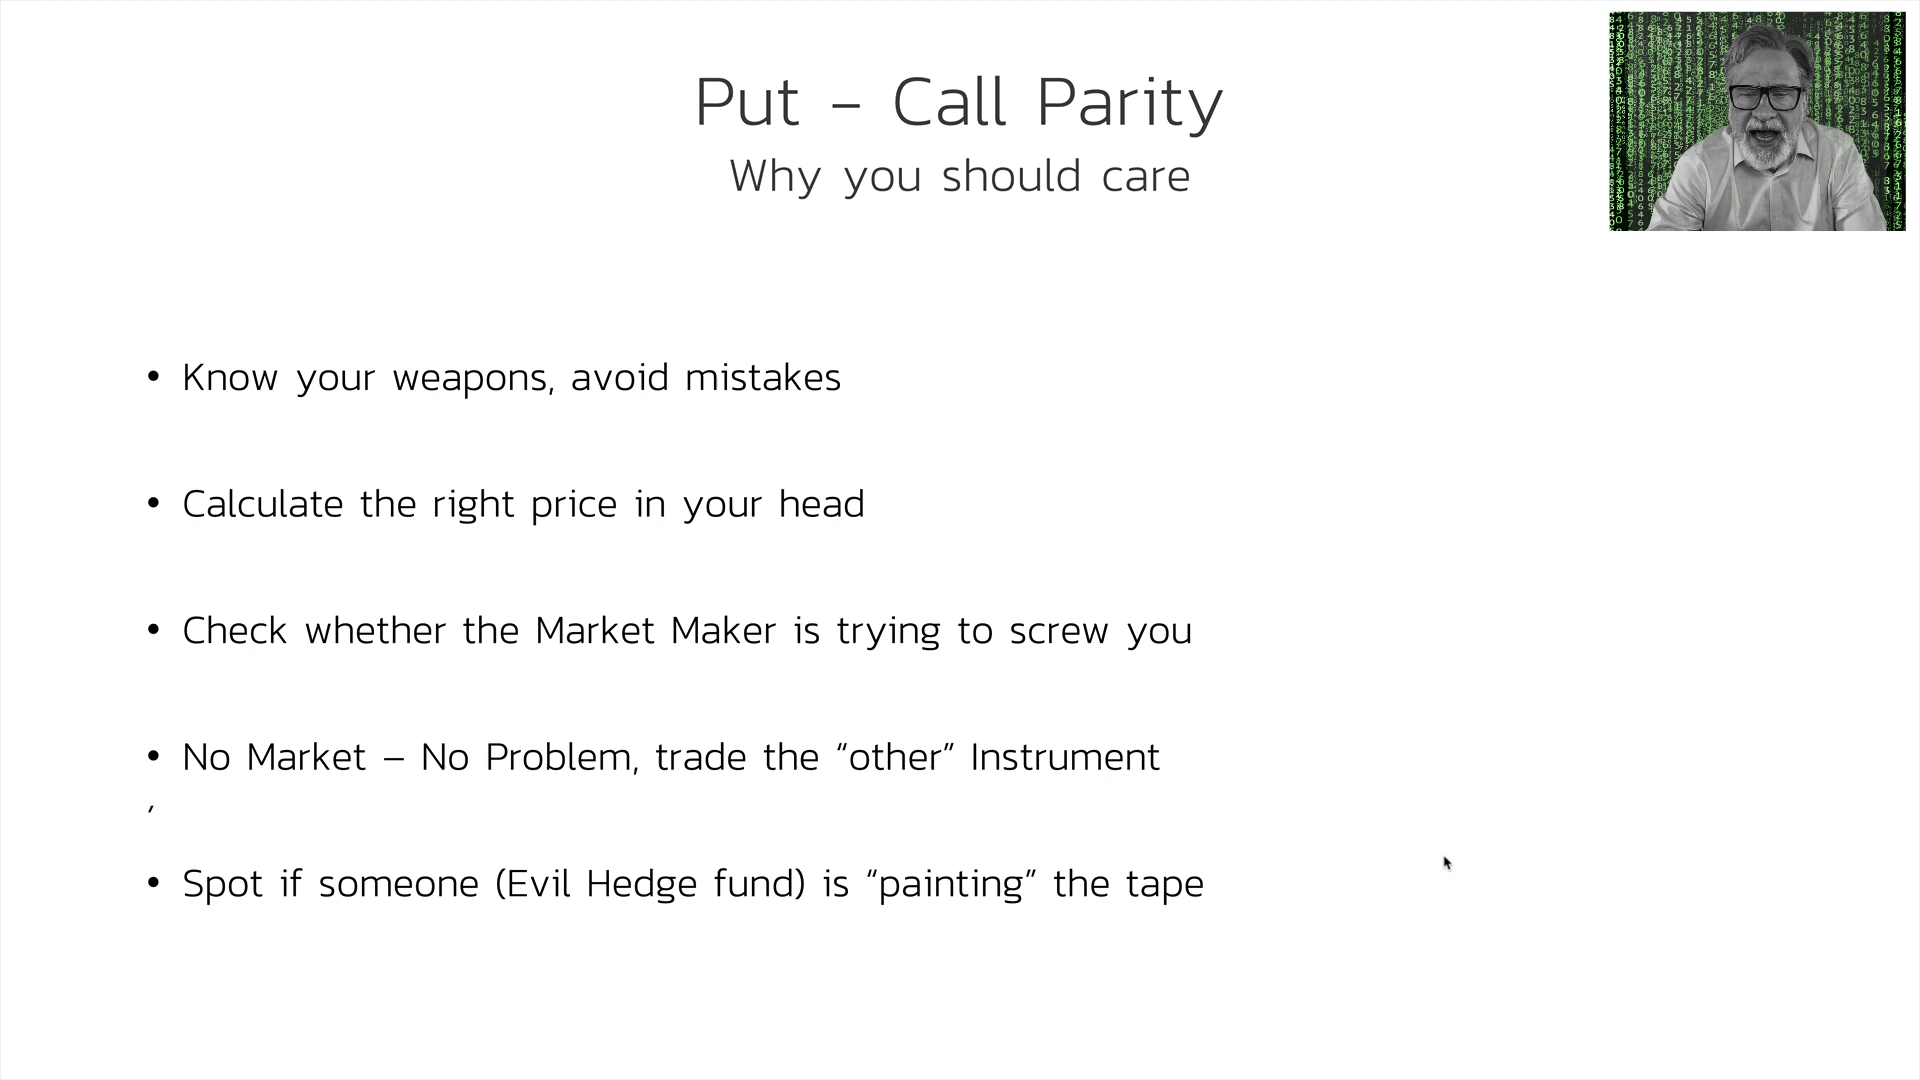 Put – Call Parity
Why you should care
• Know your weapons, avoid mistakes
• Calculate the right price in your head
• Check whether the Market Maker is trying to screw you
• No Market – No Problem, trade the “other” Instrument
,
• Spot if someone (Evil Hedge fund) is “painting” the tape